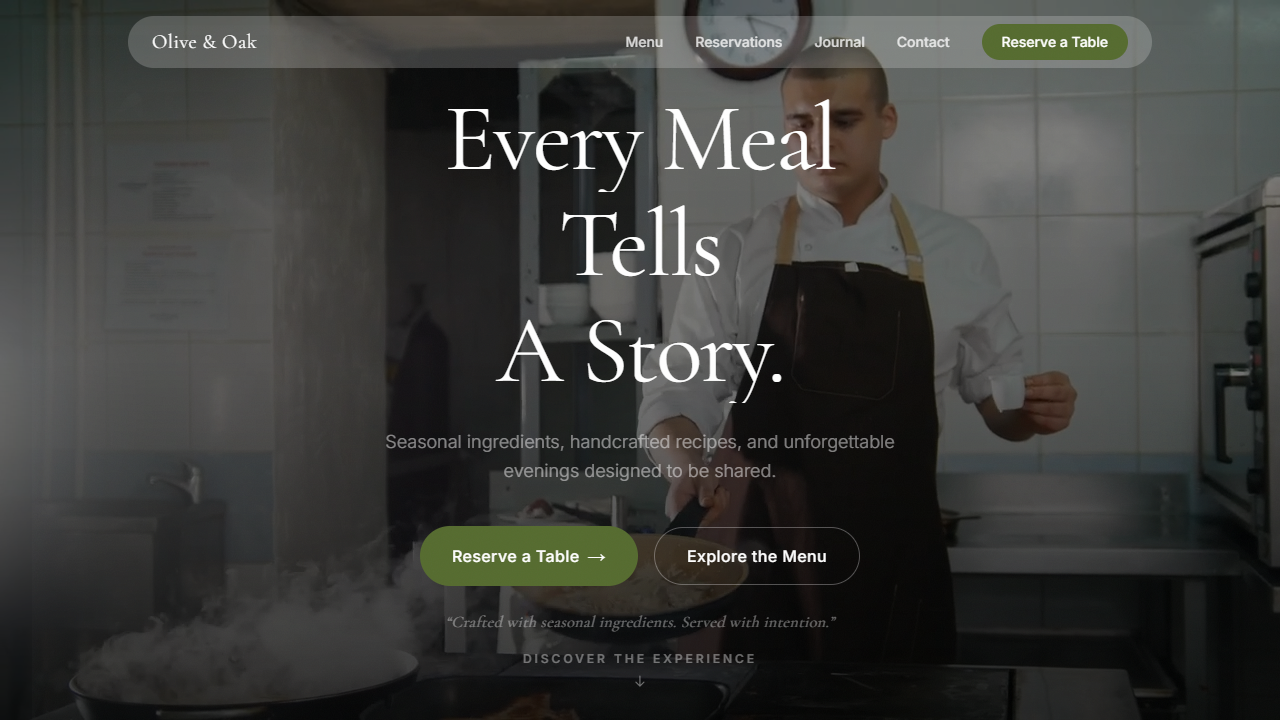 Olive & Oak
Menu
Reservations
Journal
Contact
Reserve a Table
Every Meal
Tells
A Story.
Seasonal ingredients, handcrafted recipes, and unforgettable
evenings designed to be shared.
Reserve a Table →
Explore the Menu
“Crafted with seasonal ingredients. Served with intention.”
DISCOVER THE EXPERIENCE
↓